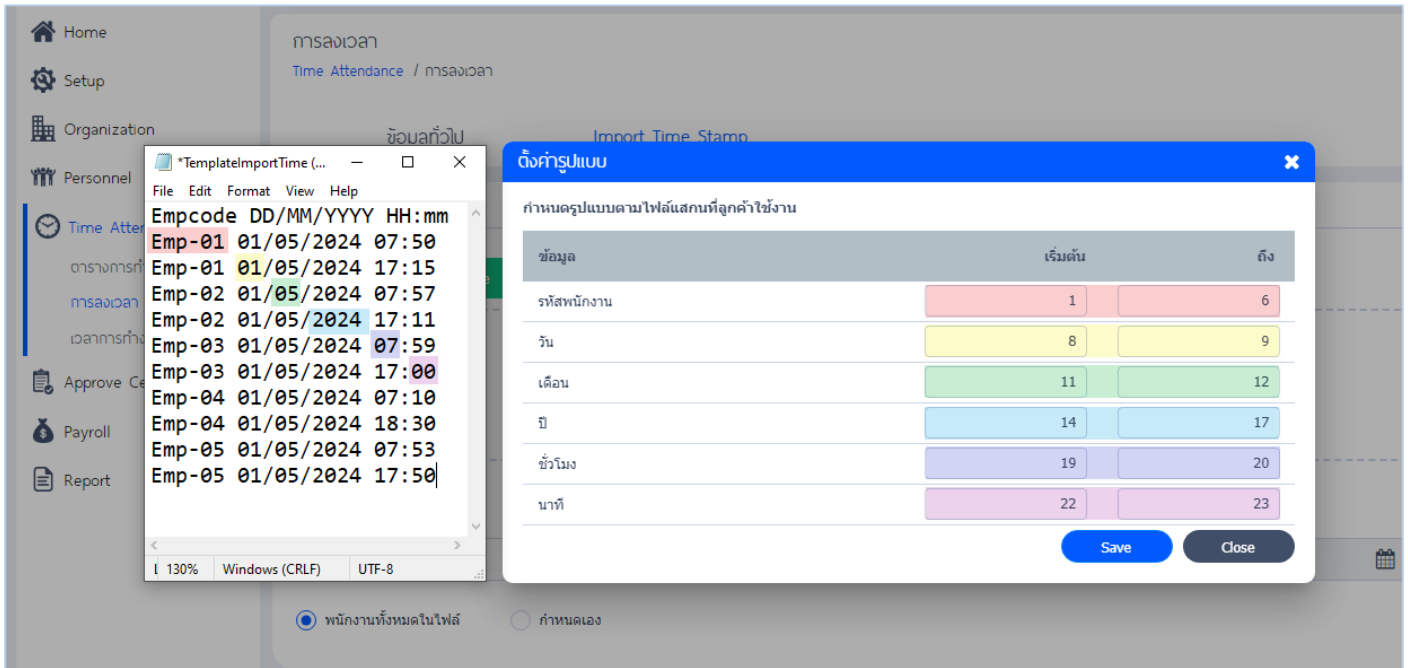 Home
Setup
Organization
Personnel
Time Atter
ตารางการทำ
การลงเวลา
เวลาการทำง
Approve Ce
Payroll
Report
การลงเวลา
Time Attendance / การลงเวลา
ข้อมูลทั่วไป Import Time Stamp
*TemplateImportTime (...
File Edit Format View Help
Empcode DD/MM/YYYY HH:mm
Emp-01 01/05/2024 07:50
Emp-01 01/05/2024 17:15
Emp-02 01/05/2024 07:57
Emp-02 01/05/2024 17:11
Emp-03 01/05/2024 07:59
Emp-03 01/05/2024 17:00
Emp-04 01/05/2024 07:10
Emp-04 01/05/2024 18:30
Emp-05 01/05/2024 07:53
Emp-05 01/05/2024 17:50
130% Windows (CRLF) UTF-8
ตั้งค่ารูปแบบ
กำหนดรูปแบบตามไฟล์แสกนที่ลูกค้าใช้งาน
ข้อมูล เริ่มต้น ถึง
รหัสพนักงาน 1 6
วัน 8 9
เดือน 11 12
ปี 14 17
ชั่วโมง 19 20
นาที 22 23
Save Close
พนักงานทั้งหมดในไฟล์ กำหนดเอง